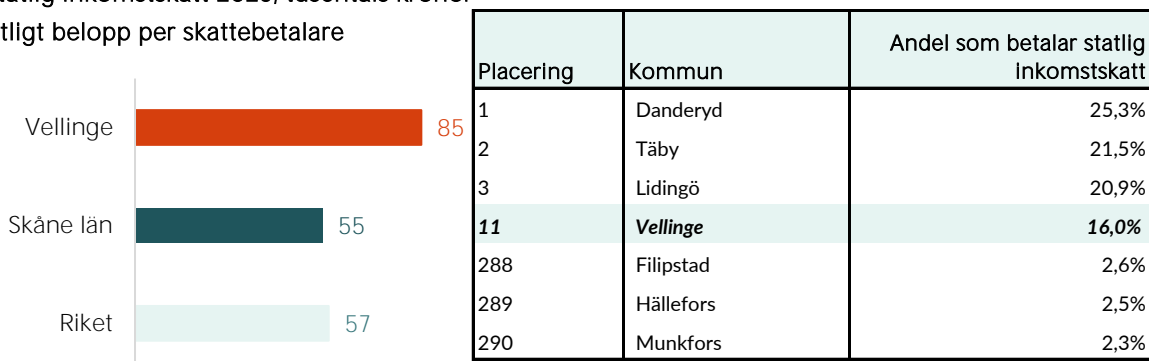 tligt belopp per skattebetalare
Vellinge 85
Skåne län 55
Riket 57
Placering Kommun Andel som betalar statlig inkomstskatt
1 Danderyd 25,3%
2 Täby 21,5%
3 Lidingö 20,9%
11 Vellinge 16,0%
288 Filipstad 2,6%
289 Hällefors 2,5%
290 Munkfors 2,3%